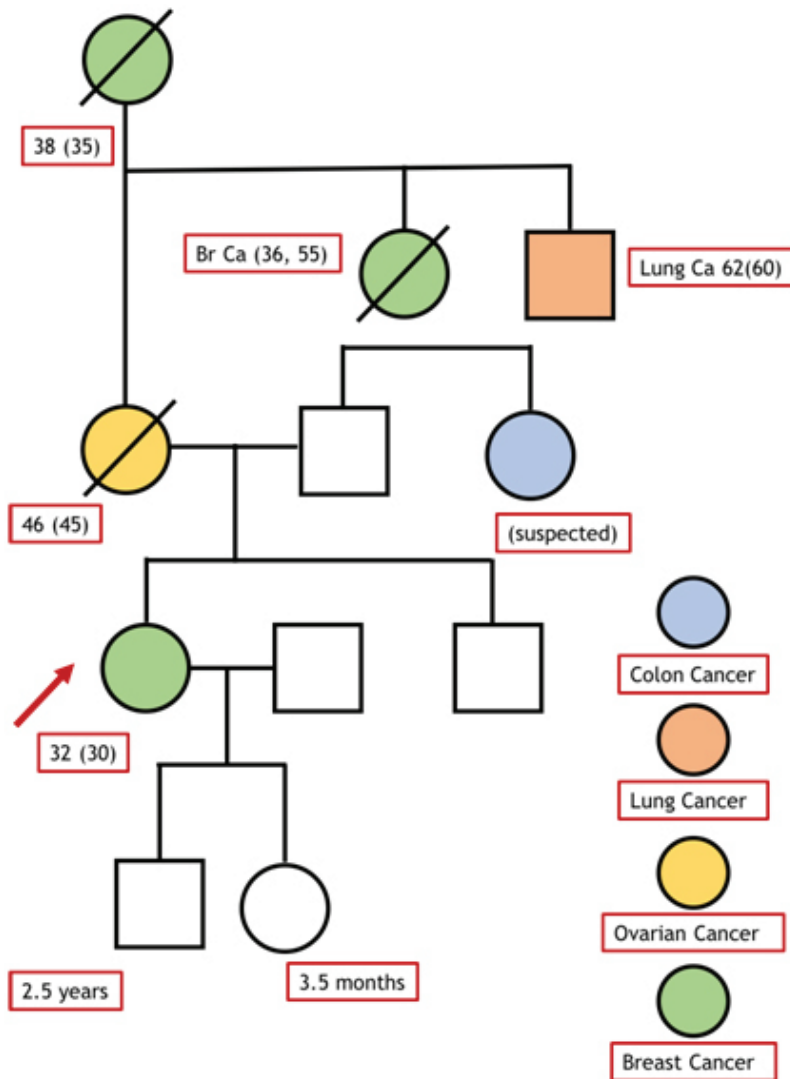 38 (35)
Br Ca (36, 55)
Lung Ca 62(60)
46 (45)
(suspected)
Colon Cancer
32 (30)
Lung Cancer
Ovarian Cancer
2.5 years
3.5 months
Breast Cancer